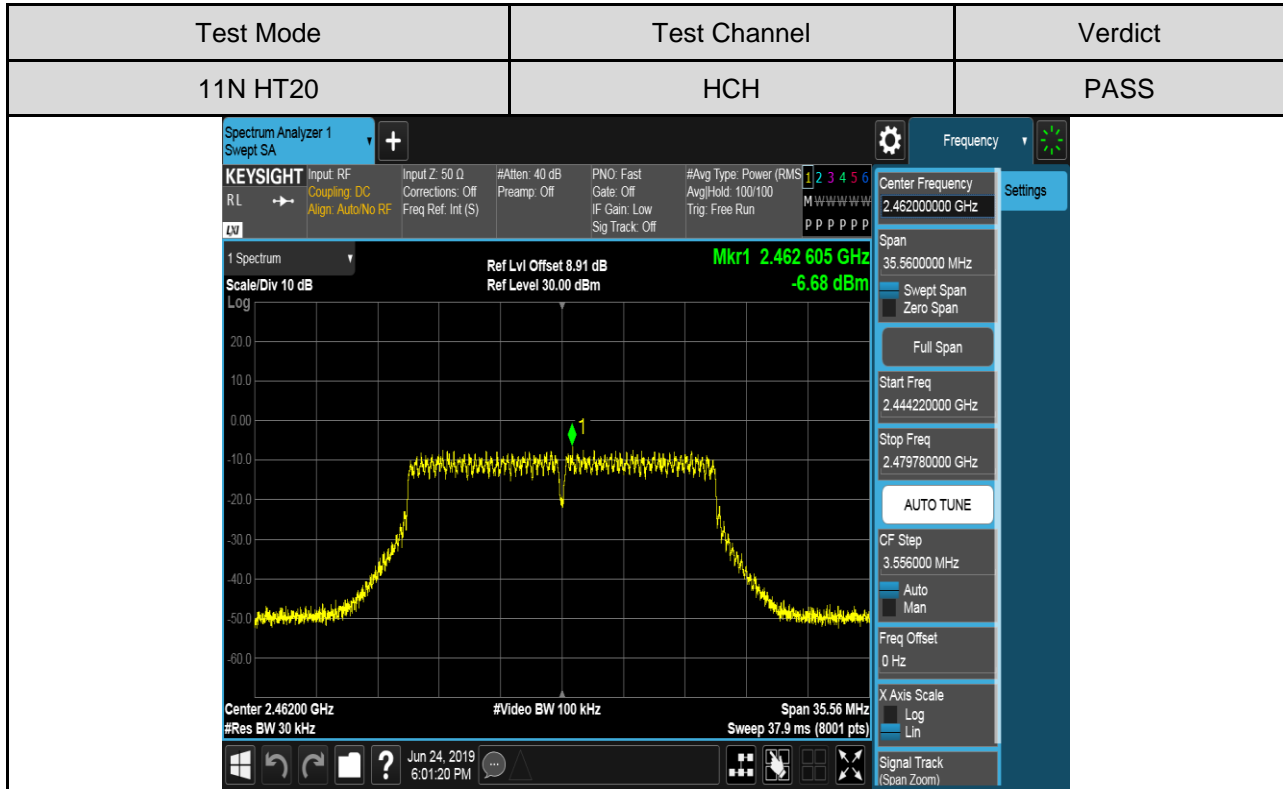 Test Mode Test Channel Verdict
11N HT20 HCH PASS
Spectrum Analyzer 1
Swept SA
+
Frequency
KEYSIGHT Input: RF Input Z: 50 Ω #Atten: 40 dB PNO: Fast #Avg Type: Power (RMS 1 2 3 4 5 6
RL Coupling: DC Corrections: Off Preamp: Off Gate: Off Avg|Hold: 100/100 M W W W W W
Align: Auto/No RF Freq Ref: Int (S) IF Gain: Low Trig: Free Run
LXI Sig Track: Off P P P P P P
1 Spectrum
Scale/Div 10 dB
Ref Lvl Offset 8.91 dB
Ref Level 30.00 dBm
Mkr1 2.462 605 GHz
-6.68 dBm
Log
20.0
10.0
0.00
-10.0
-20.0
-30.0
-40.0
-50.0
-60.0
1
Center 2.46200 GHz #Video BW 100 kHz Span 35.56 MHz
#Res BW 30 kHz Sweep 37.9 ms (8001 pts)
Center Frequency
2.462000000 GHz
Settings
Span
35.5600000 MHz
Swept Span
Zero Span
Full Span
Start Freq
2.444220000 GHz
Stop Freq
2.479780000 GHz
AUTO TUNE
CF Step
3.556000 MHz
Auto
Man
Freq Offset
0 Hz
X Axis Scale
Log
Lin
Signal Track
(Span Zoom)
?
Jun 24, 2019
6:01:20 PM